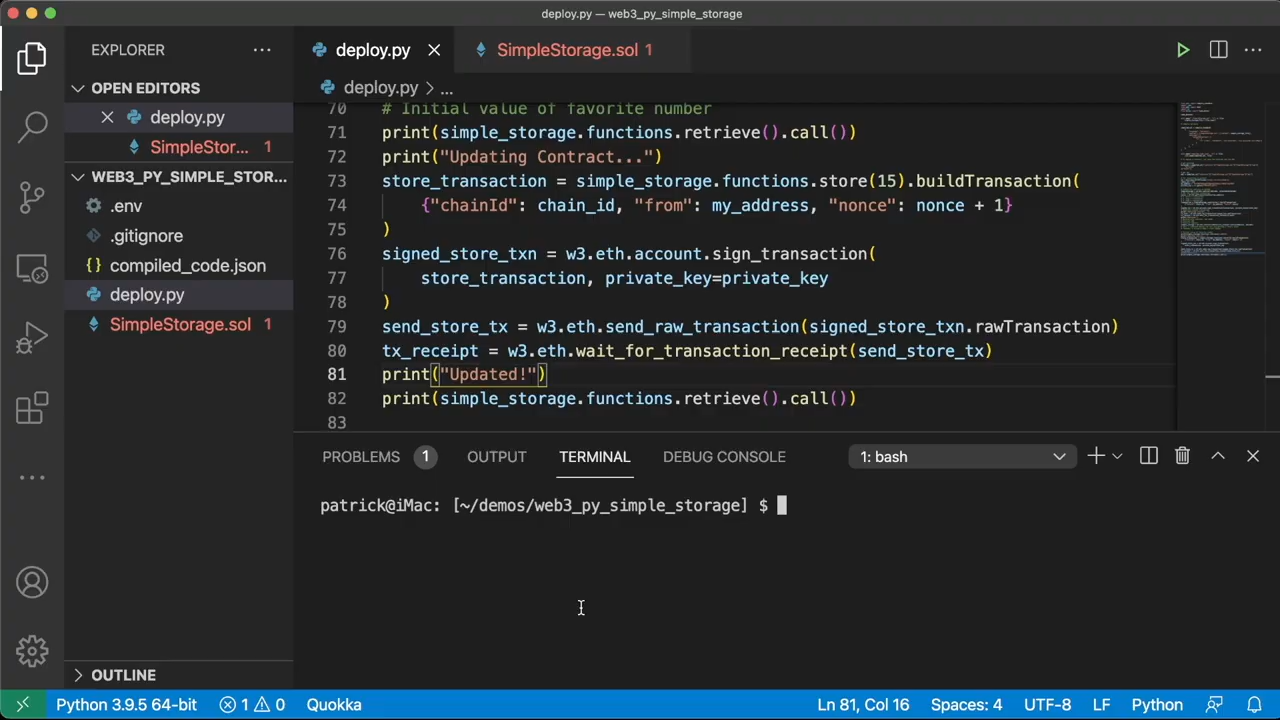 deploy.py — web3_py_simple_storage
EXPLORER
OPEN EDITORS
deploy.py
SimpleStor... 1
WEB3_PY_SIMPLE_STOR...
.env
.gitignore
{} compiled_code.json
deploy.py
SimpleStorage.sol 1
OUTLINE
deploy.py
SimpleStorage.sol 1
deploy.py > ...
70 # Initial value of favorite number
71 print(simple_storage.functions.retrieve().call())
72 print("Updating Contract...")
73 store_transaction = simple_storage.functions.store(15).buildTransaction(
74 {"chainId": chain_id, "from": my_address, "nonce": nonce + 1}
75 )
76 signed_store_txn = w3.eth.account.sign_transaction(
77 store_transaction, private_key=private_key
78 )
79 send_store_tx = w3.eth.send_raw_transaction(signed_store_txn.rawTransaction)
80 tx_receipt = w3.eth.wait_for_transaction_receipt(send_store_tx)
81 print("Updated!")
82 print(simple_storage.functions.retrieve().call())
83
PROBLEMS 1 OUTPUT TERMINAL DEBUG CONSOLE 1: bash
patrick@iMac: [~/demos/web3_py_simple_storage] $
Python 3.9.5 64-bit 1 0 Quokka Ln 81, Col 16 Spaces: 4 UTF-8 LF Python